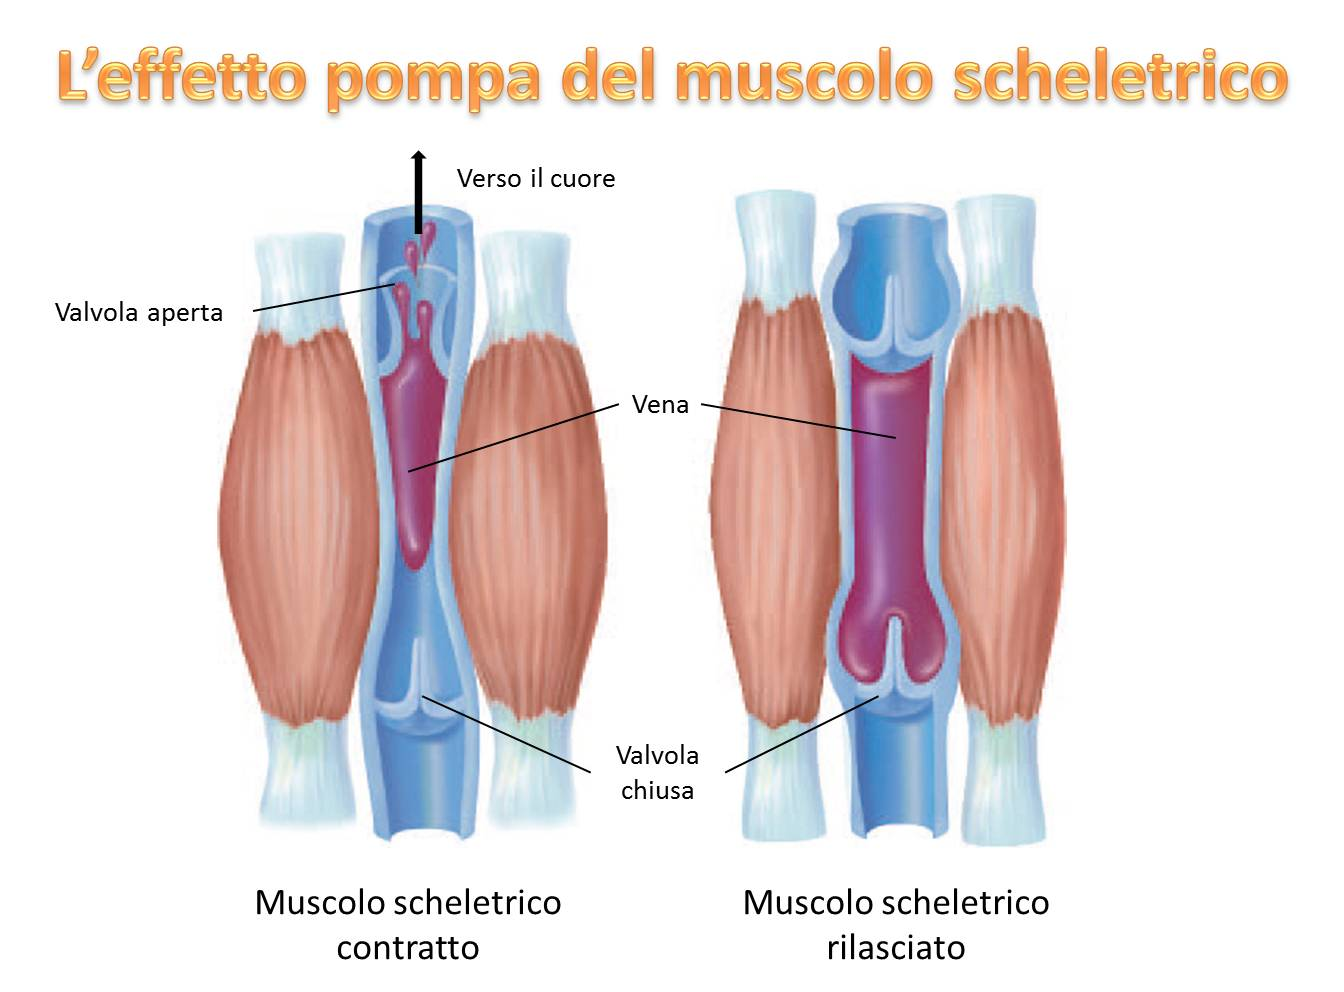 L'effetto pompa del muscolo scheletrico
Verso il cuore
Valvola aperta
Vena
Valvola
chiusa
Muscolo scheletrico
contratto
Muscolo scheletrico
rilasciato